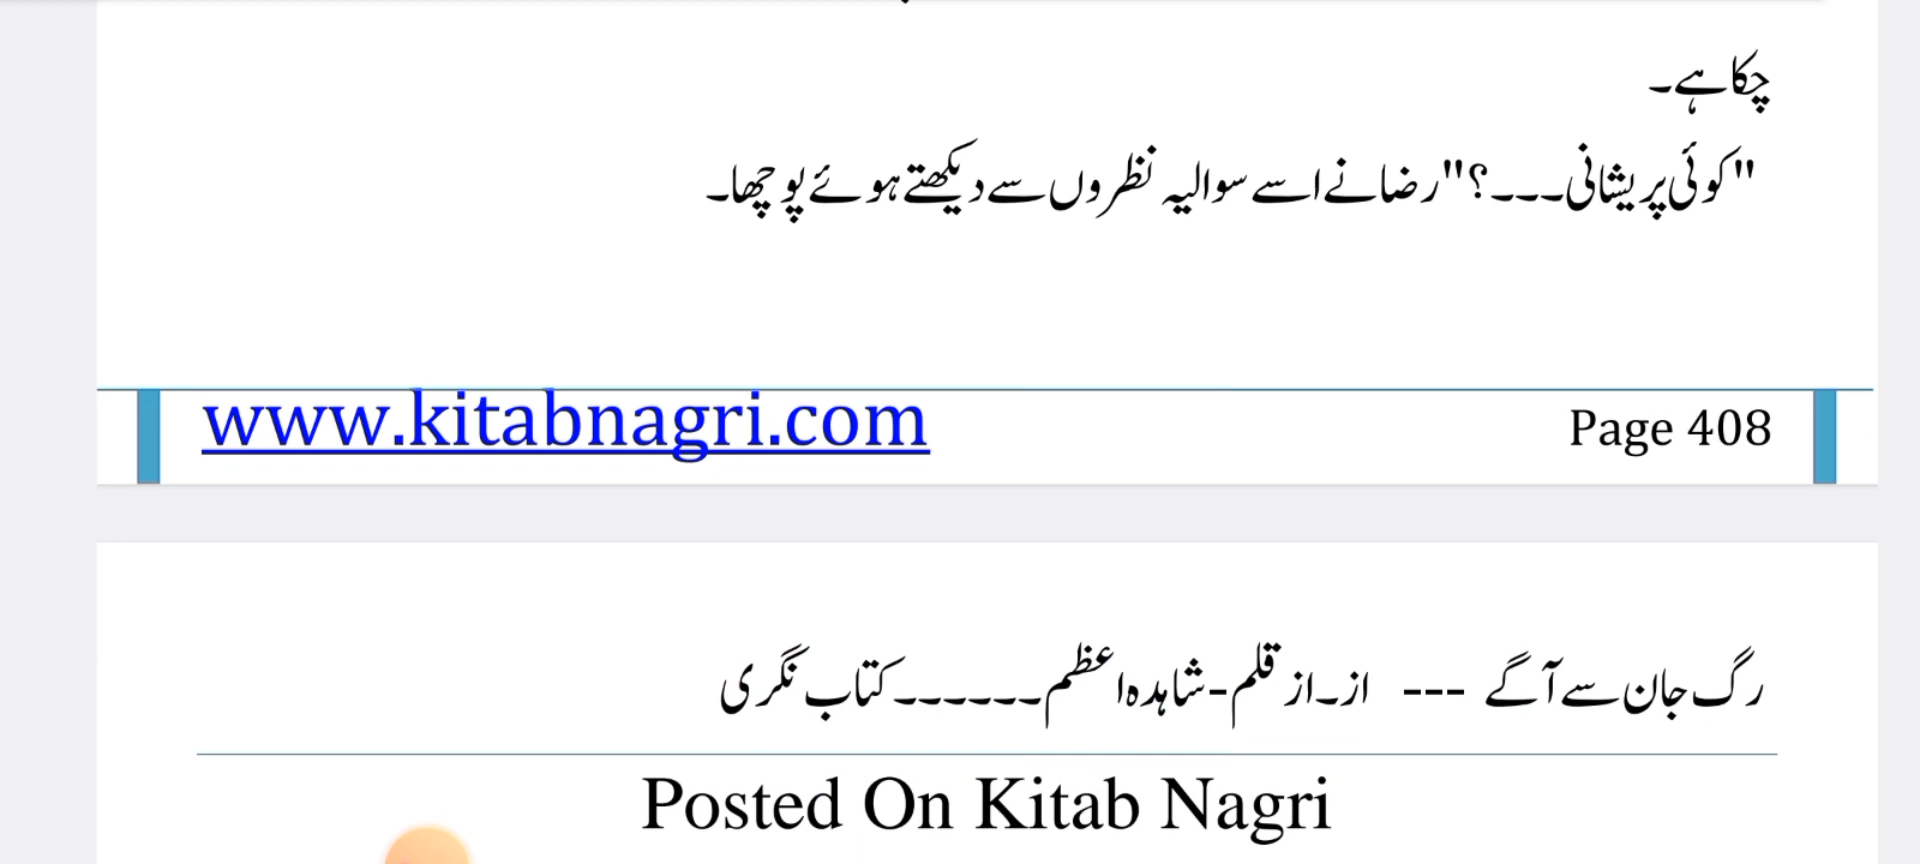 چکا ہے۔
"کوئی پریشانی۔۔۔؟"رضا نے اسے سوالیہ نظروں سے دیکھتے ہوئے پوچھا۔
www.kitabnagri.com Page 408
رگ جان سے آگے --- از۔از قلم-شاہدہ اعظم۔۔۔۔۔۔کتاب نگری
Posted On Kitab Nagri